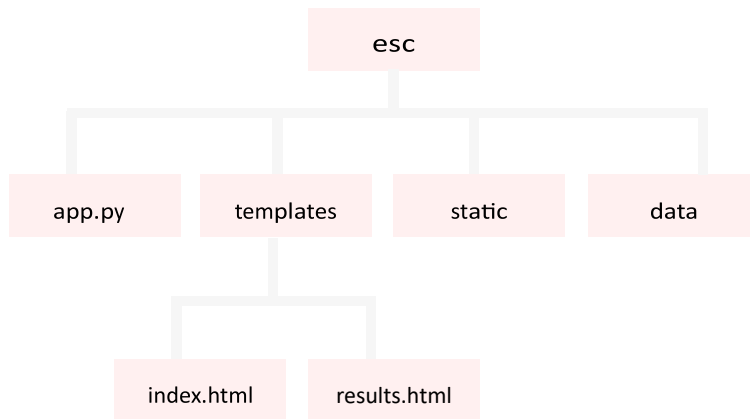 esc
app.py
templates
static
data
index.html
results.html